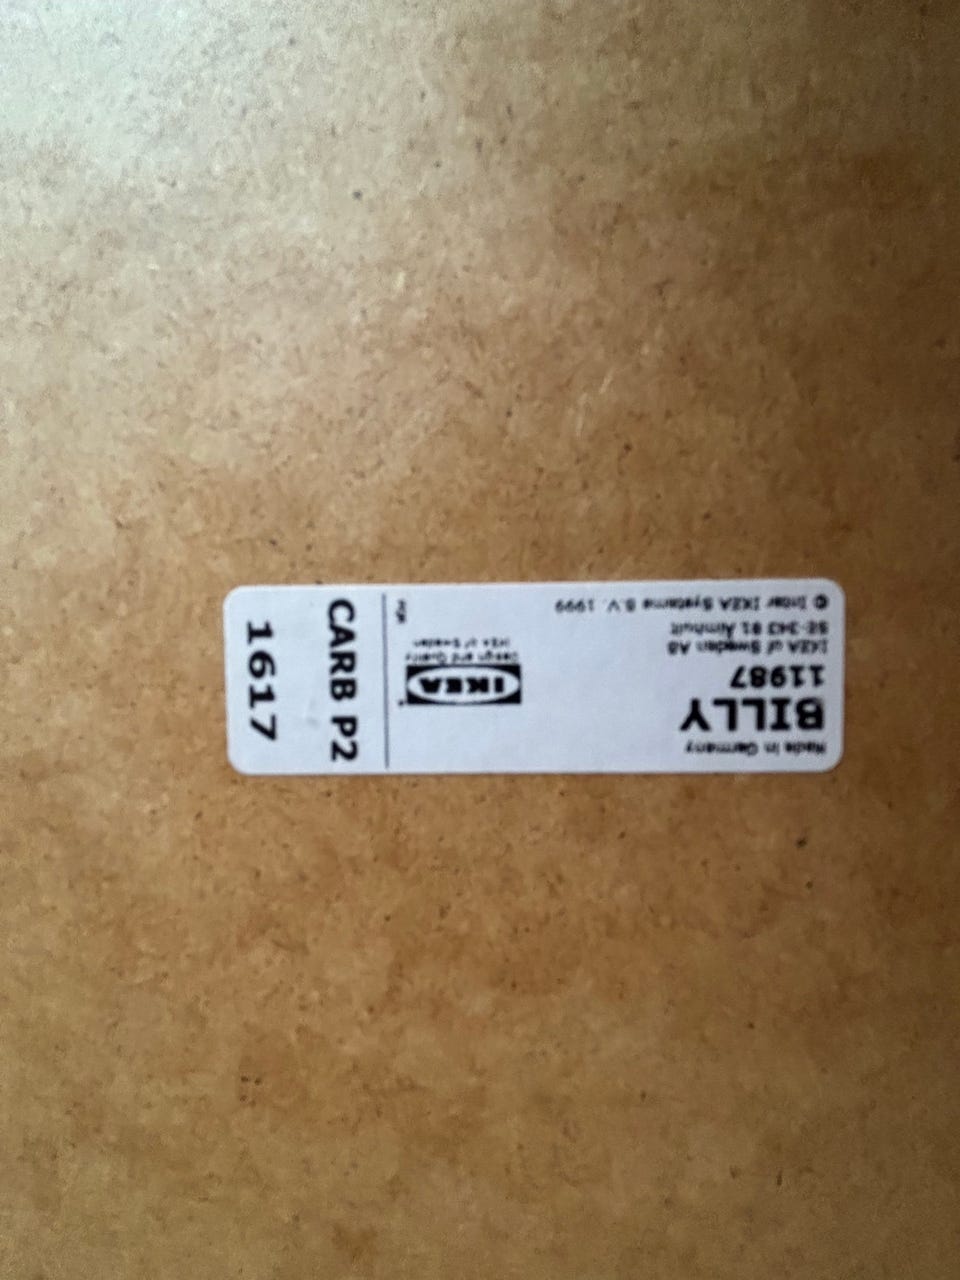 Made in Germany
BILLY
11987
IKEA of Sweden AB
SE-343 81 Älmhult
© Inter IKEA Systems B.V. 1999
IKEA
Design and Quality
IKEA of Sweden
CARB P2
1617